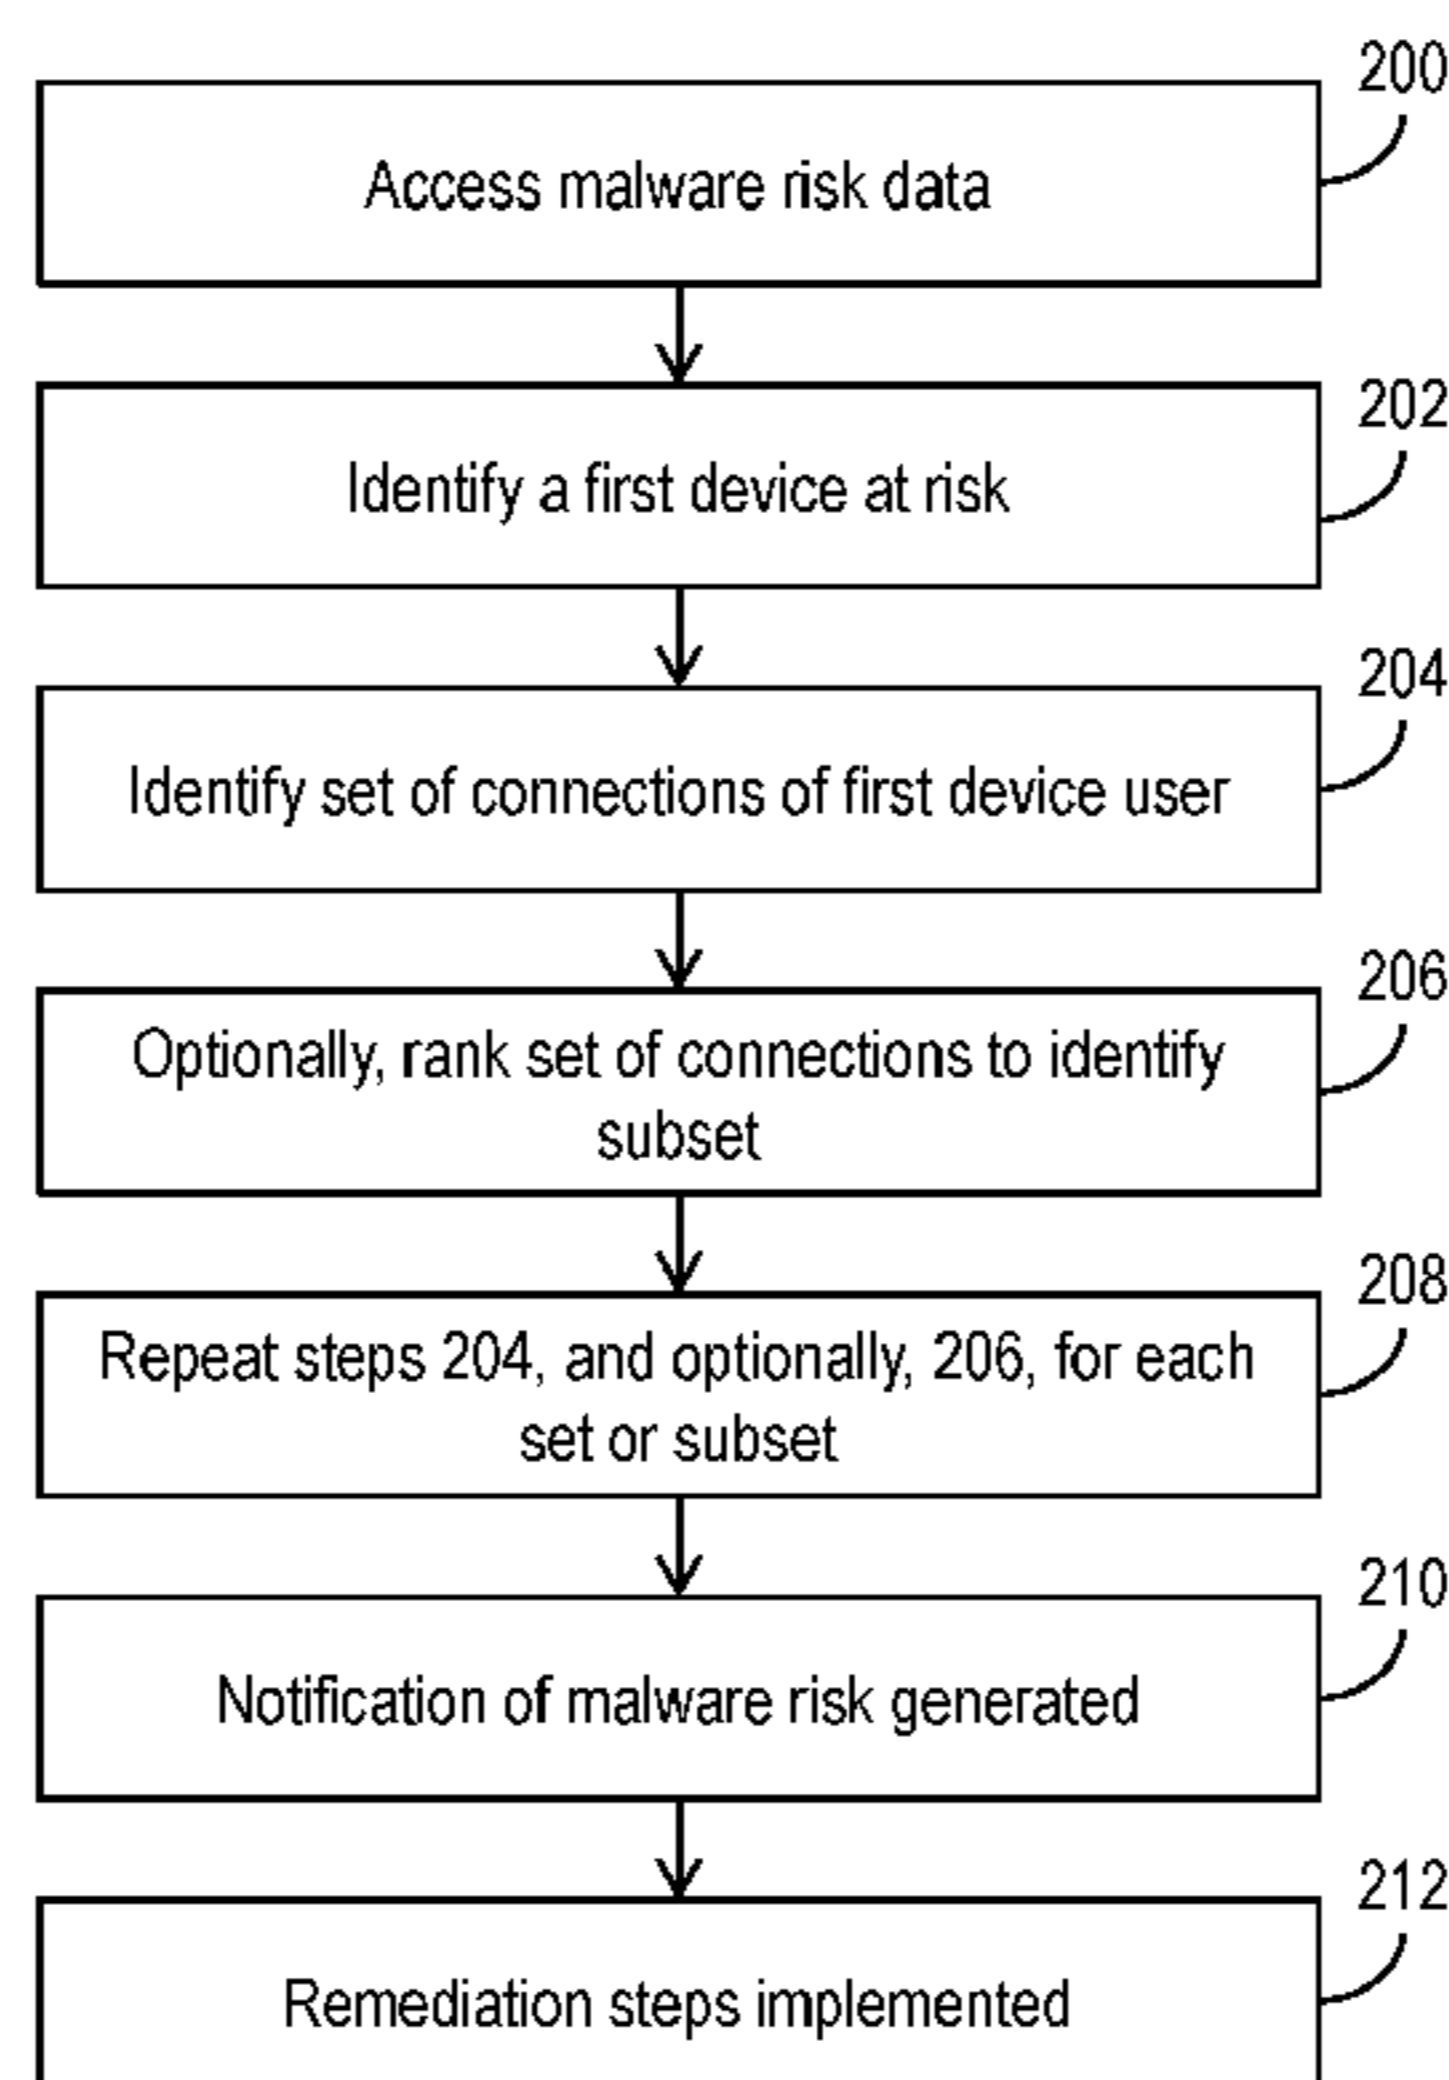 200
Access malware risk data
202
Identify a first device at risk
204
Identify set of connections of first device user
206
Optionally, rank set of connections to identify
subset
208
Repeat steps 204, and optionally, 206, for each
set or subset
210
Notification of malware risk generated
212
Remediation steps implemented